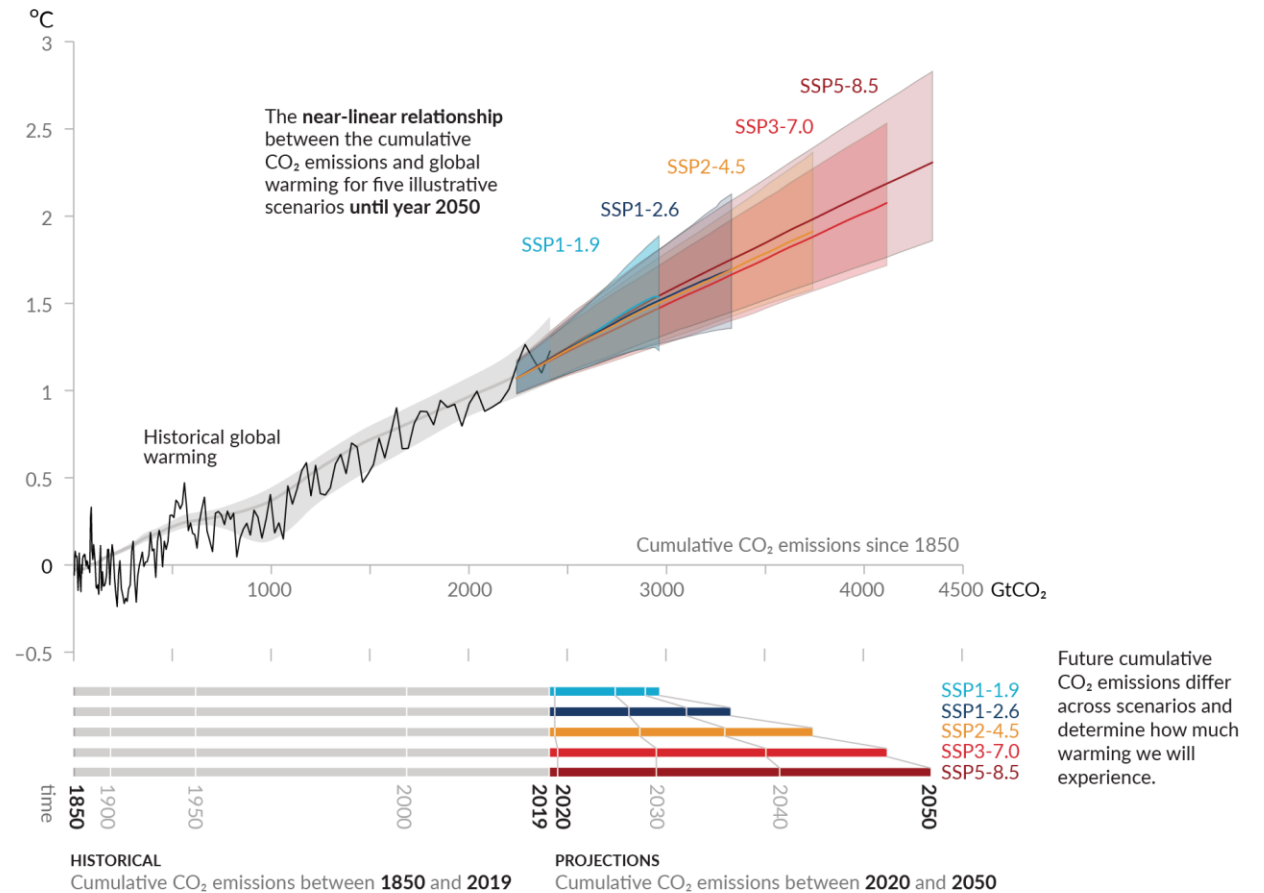 °C
3
SSP5-8.5
The near-linear relationship
between the cumulative
CO₂ emissions and global
warming for five illustrative
scenarios until year 2050
2.5
SSP3-7.0
SSP2-4.5
2
SSP1-2.6
SSP1-1.9
1.5
1
Historical global
warming
0.5
Cumulative CO₂ emissions since 1850
0
1000
2000
3000
4000
4500 GtCO₂
−0.5
Future cumulative
CO₂ emissions differ
across scenarios and
determine how much
warming we will
experience.
SSP1-1.9
SSP1-2.6
SSP2-4.5
SSP3-7.0
SSP5-8.5
time
1850
1900
1950
2000
2019
2020
2030
2040
2050
HISTORICAL
Cumulative CO₂ emissions between 1850 and 2019
PROJECTIONS
Cumulative CO₂ emissions between 2020 and 2050